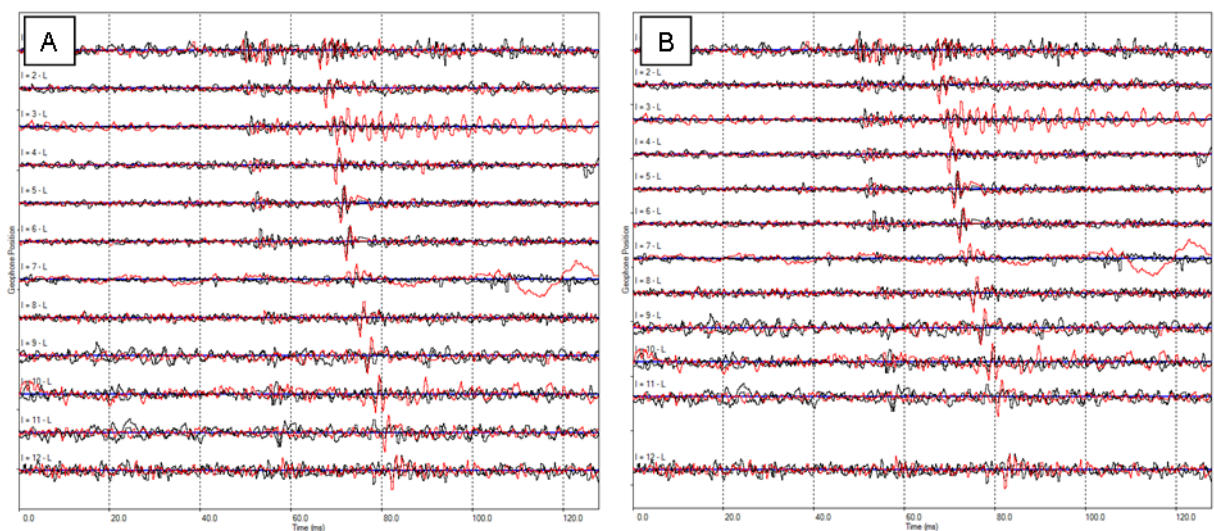 A
I = 2 - L
I = 3 - L
I = 4 - L
I = 5 - L
I = 6 - L
I = 7 - L
I = 8 - L
I = 9 - L
I = 10 - L
I = 11 - L
I = 12 - L
Geophone Position
0.0 20.0 40.0 60.0 80.0 100.0 120.0
Time (ms)
B
I = 2 - L
I = 3 - L
I = 4 - L
I = 5 - L
I = 6 - L
I = 7 - L
I = 8 - L
I = 9 - L
I = 10 - L
I = 11 - L
I = 12 - L
Geophone Position
0.0 20.0 40.0 60.0 80.0 100.0 120.0
Time (ms)